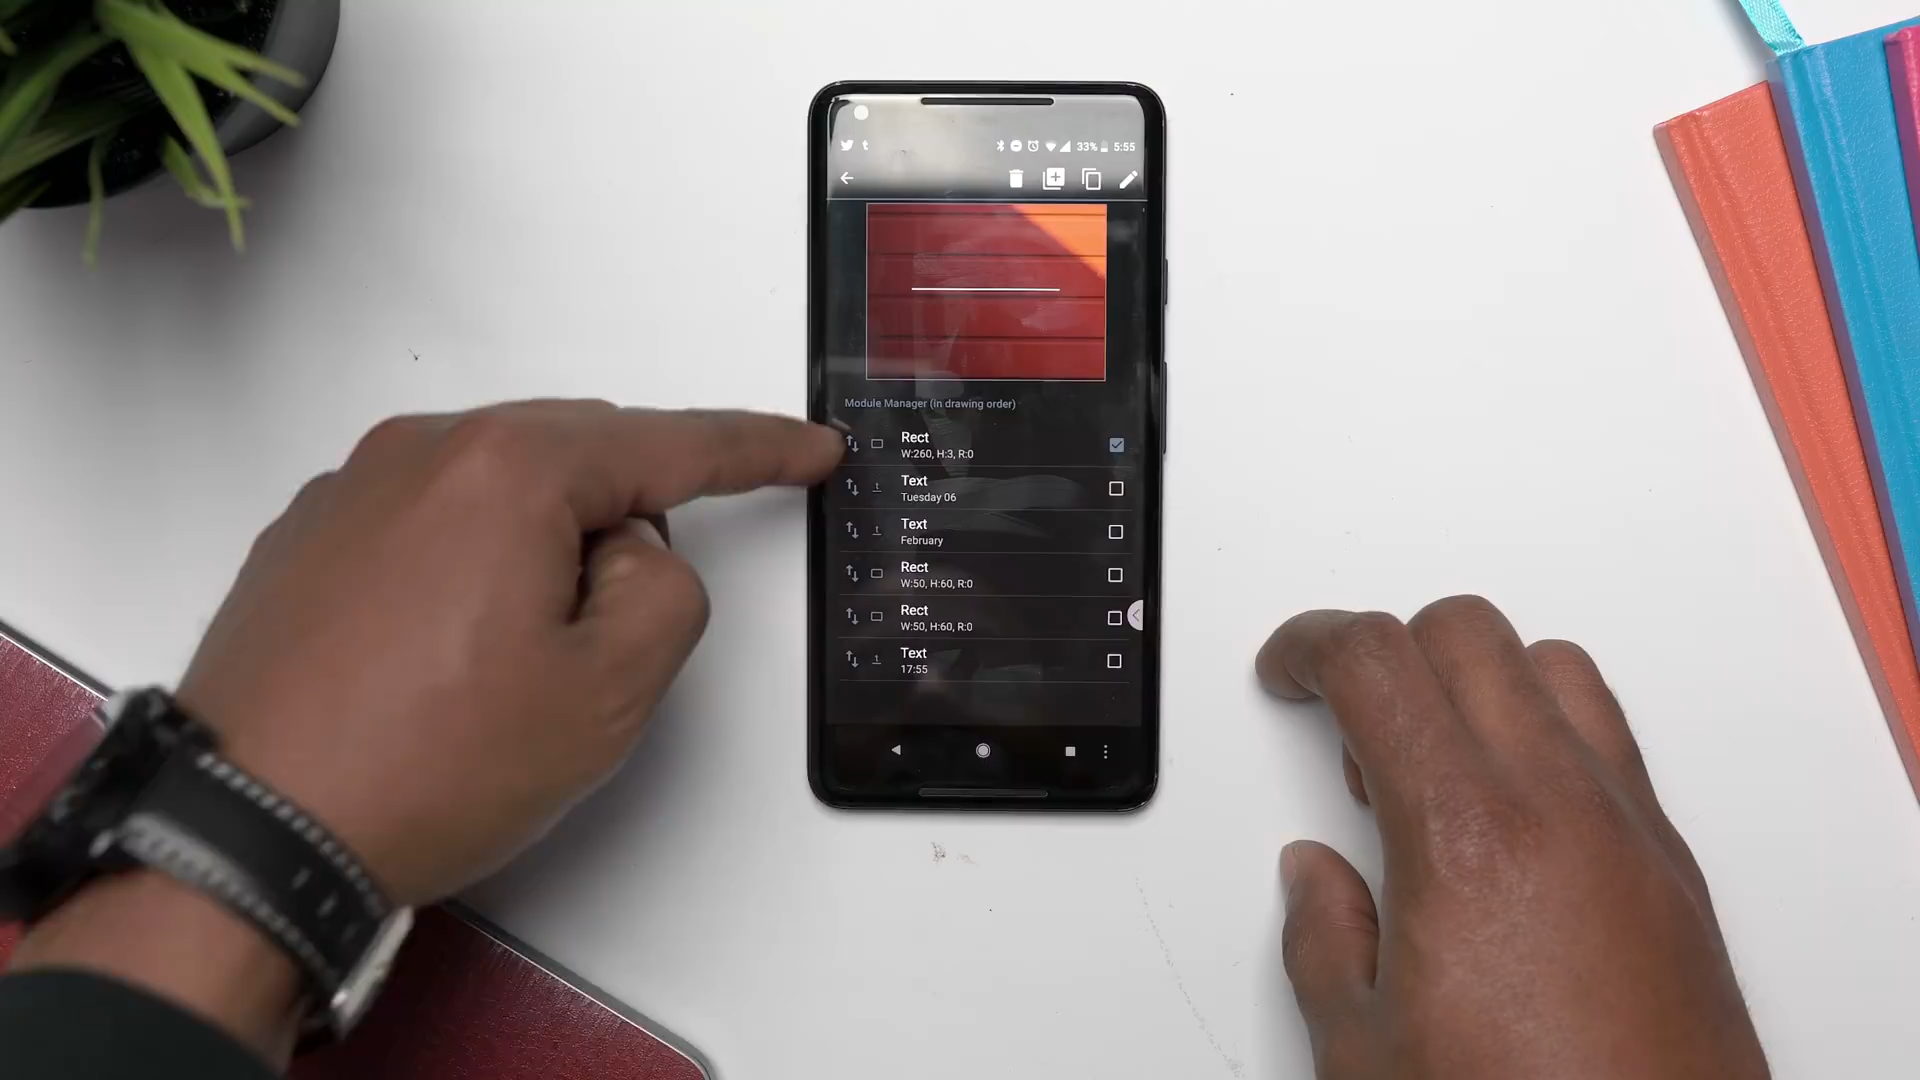 33% 5:55
Module Manager (in drawing order)
Rect
W:260, H:3, R:0
Text
Tuesday 06
Text
February
Rect
W:50, H:60, R:0
Rect
W:50, H:60, R:0
Text
17:55